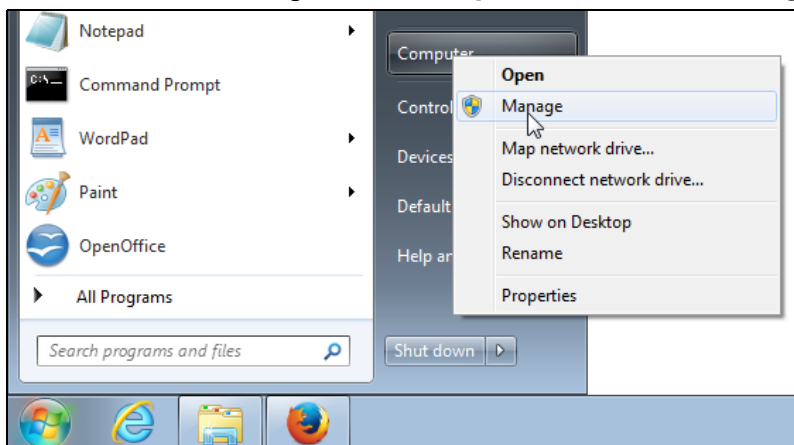 Notepad
Command Prompt
WordPad
Paint
OpenOffice
All Programs
Search programs and files
Computer
Control
Devices
Default
Help an
Shut down
Open
Manage
Map network drive...
Disconnect network drive...
Show on Desktop
Rename
Properties